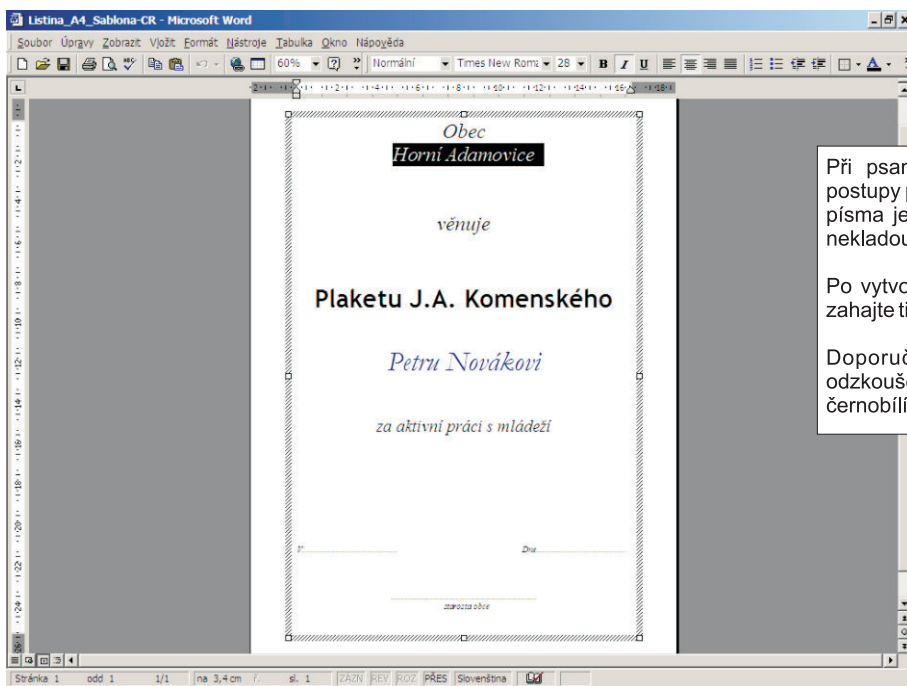 Listina_A4_Sablona-CR - Microsoft Word
Soubor Úpravy Zobrazit Vložit Formát Nástroje Tabulka Okno Nápověda
60% Normální Times New Roma 28 B I U A
Obec
Horní Adamovice
věnuje
Plaketu J.A. Komenského
Petru Novákovi
za aktivní práci s mládeží
V
Dne
starosta obce
Při psan
postupy p
písma je
nekladou
Po vytvo
zahajte ti
Doporuč
odzkouše
černobílí
Stránka 1 odd 1 1/1 na 3,4 cm ř. sl. 1 ZÁZN REV ROZ PŘES Slovenština